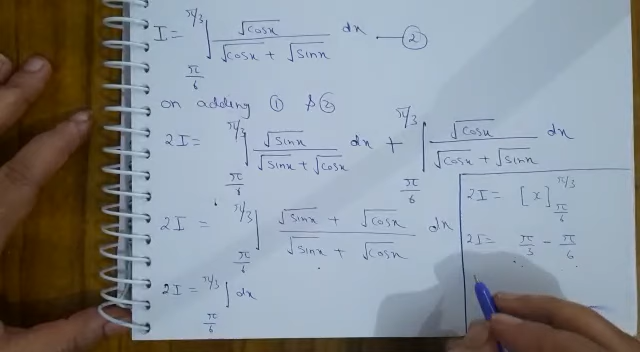 I = π/3 ∫ π/6 √cosx / √cosx + √sinx dx — ②
on adding ① & ②
2I = π/3 ∫ π/6 √sinx / √sinx + √cosx dx + π/3 ∫ π/6 √cosx / √cosx + √sinx dx
2I = π/3 ∫ π/6 √sinx + √cosx / √sinx + √cosx dx
2I = π/3 ∫ π/6 dx
2I = [x] π/3 π/6
2I = π/3 - π/6